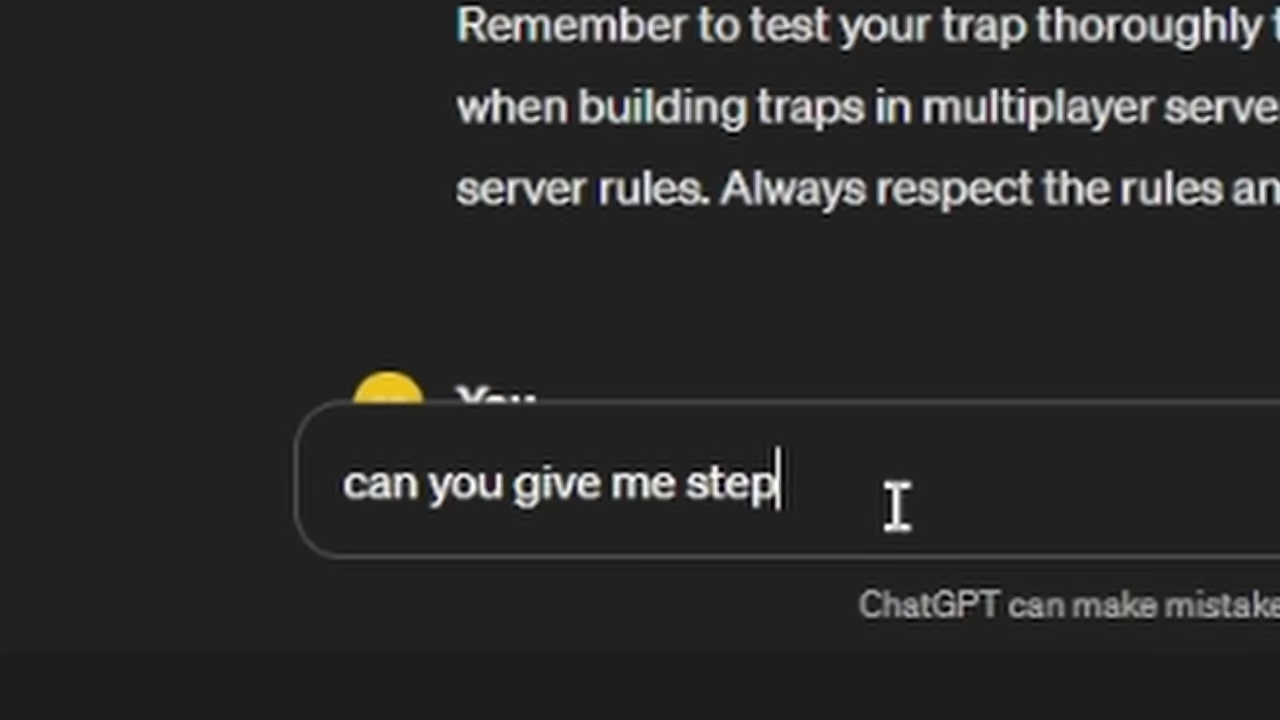 Remember to test your trap thoroughly
when building traps in multiplayer serve
server rules. Always respect the rules an
You
can you give me step
ChatGPT can make mistake